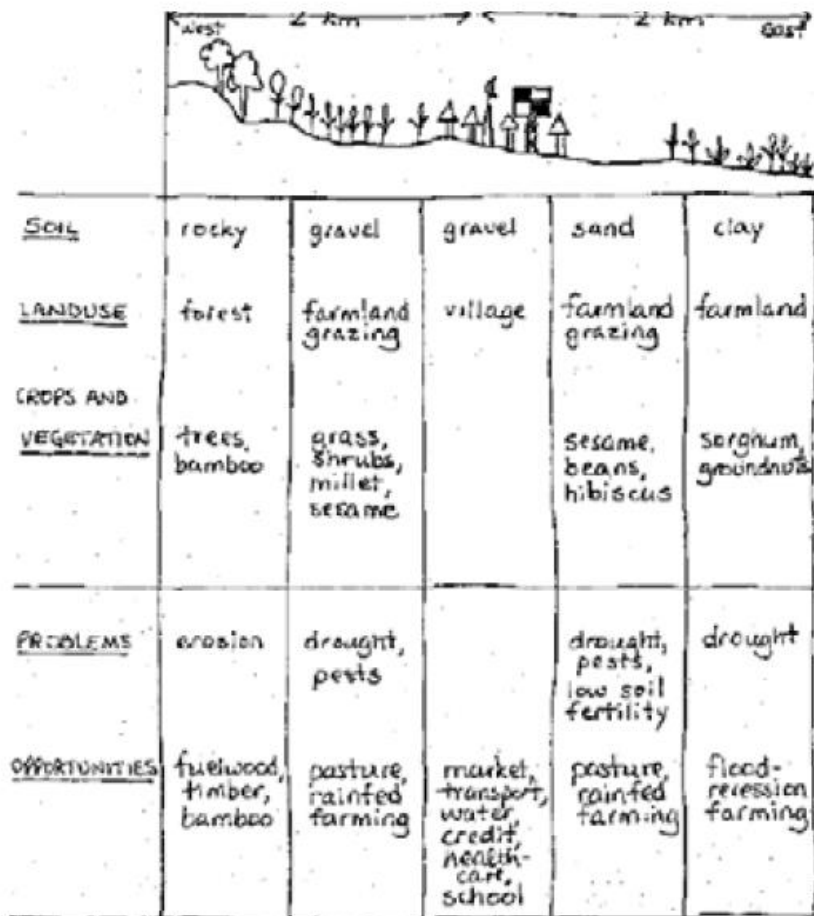 2 km 2 km
West East
SOIL rocky gravel gravel sand clay
LANDUSE forest farmland village farmland farmland
grazing grazing
CROPS AND
VEGETATION trees, grass, sesame, sorghum,
bamboo shrubs, beans, groundnuts
millet, hibiscus
sesame
PROBLEMS erosion drought, drought, drought
pests pests,
low soil
fertility
OPPORTUNITIES fuelwood, pasture, market, pasture, flood-
timber, rainfed transport, rainfed recession
bamboo farming water, farming farming
credit,
health-
care,
school